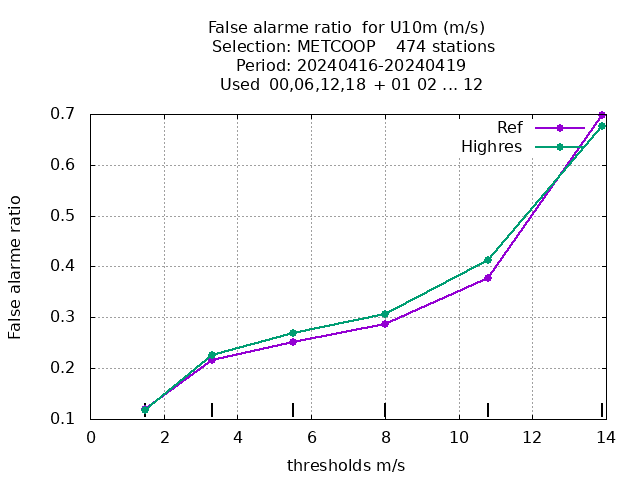 False alarme ratio for U10m (m/s)
Selection: METCOOP 474 stations
Period: 20240416-20240419
Used 00,06,12,18 + 01 02 ... 12
Ref
Highres
False alarme ratio
0.7
0.6
0.5
0.4
0.3
0.2
0.1
0 2 4 6 8 10 12 14
thresholds m/s